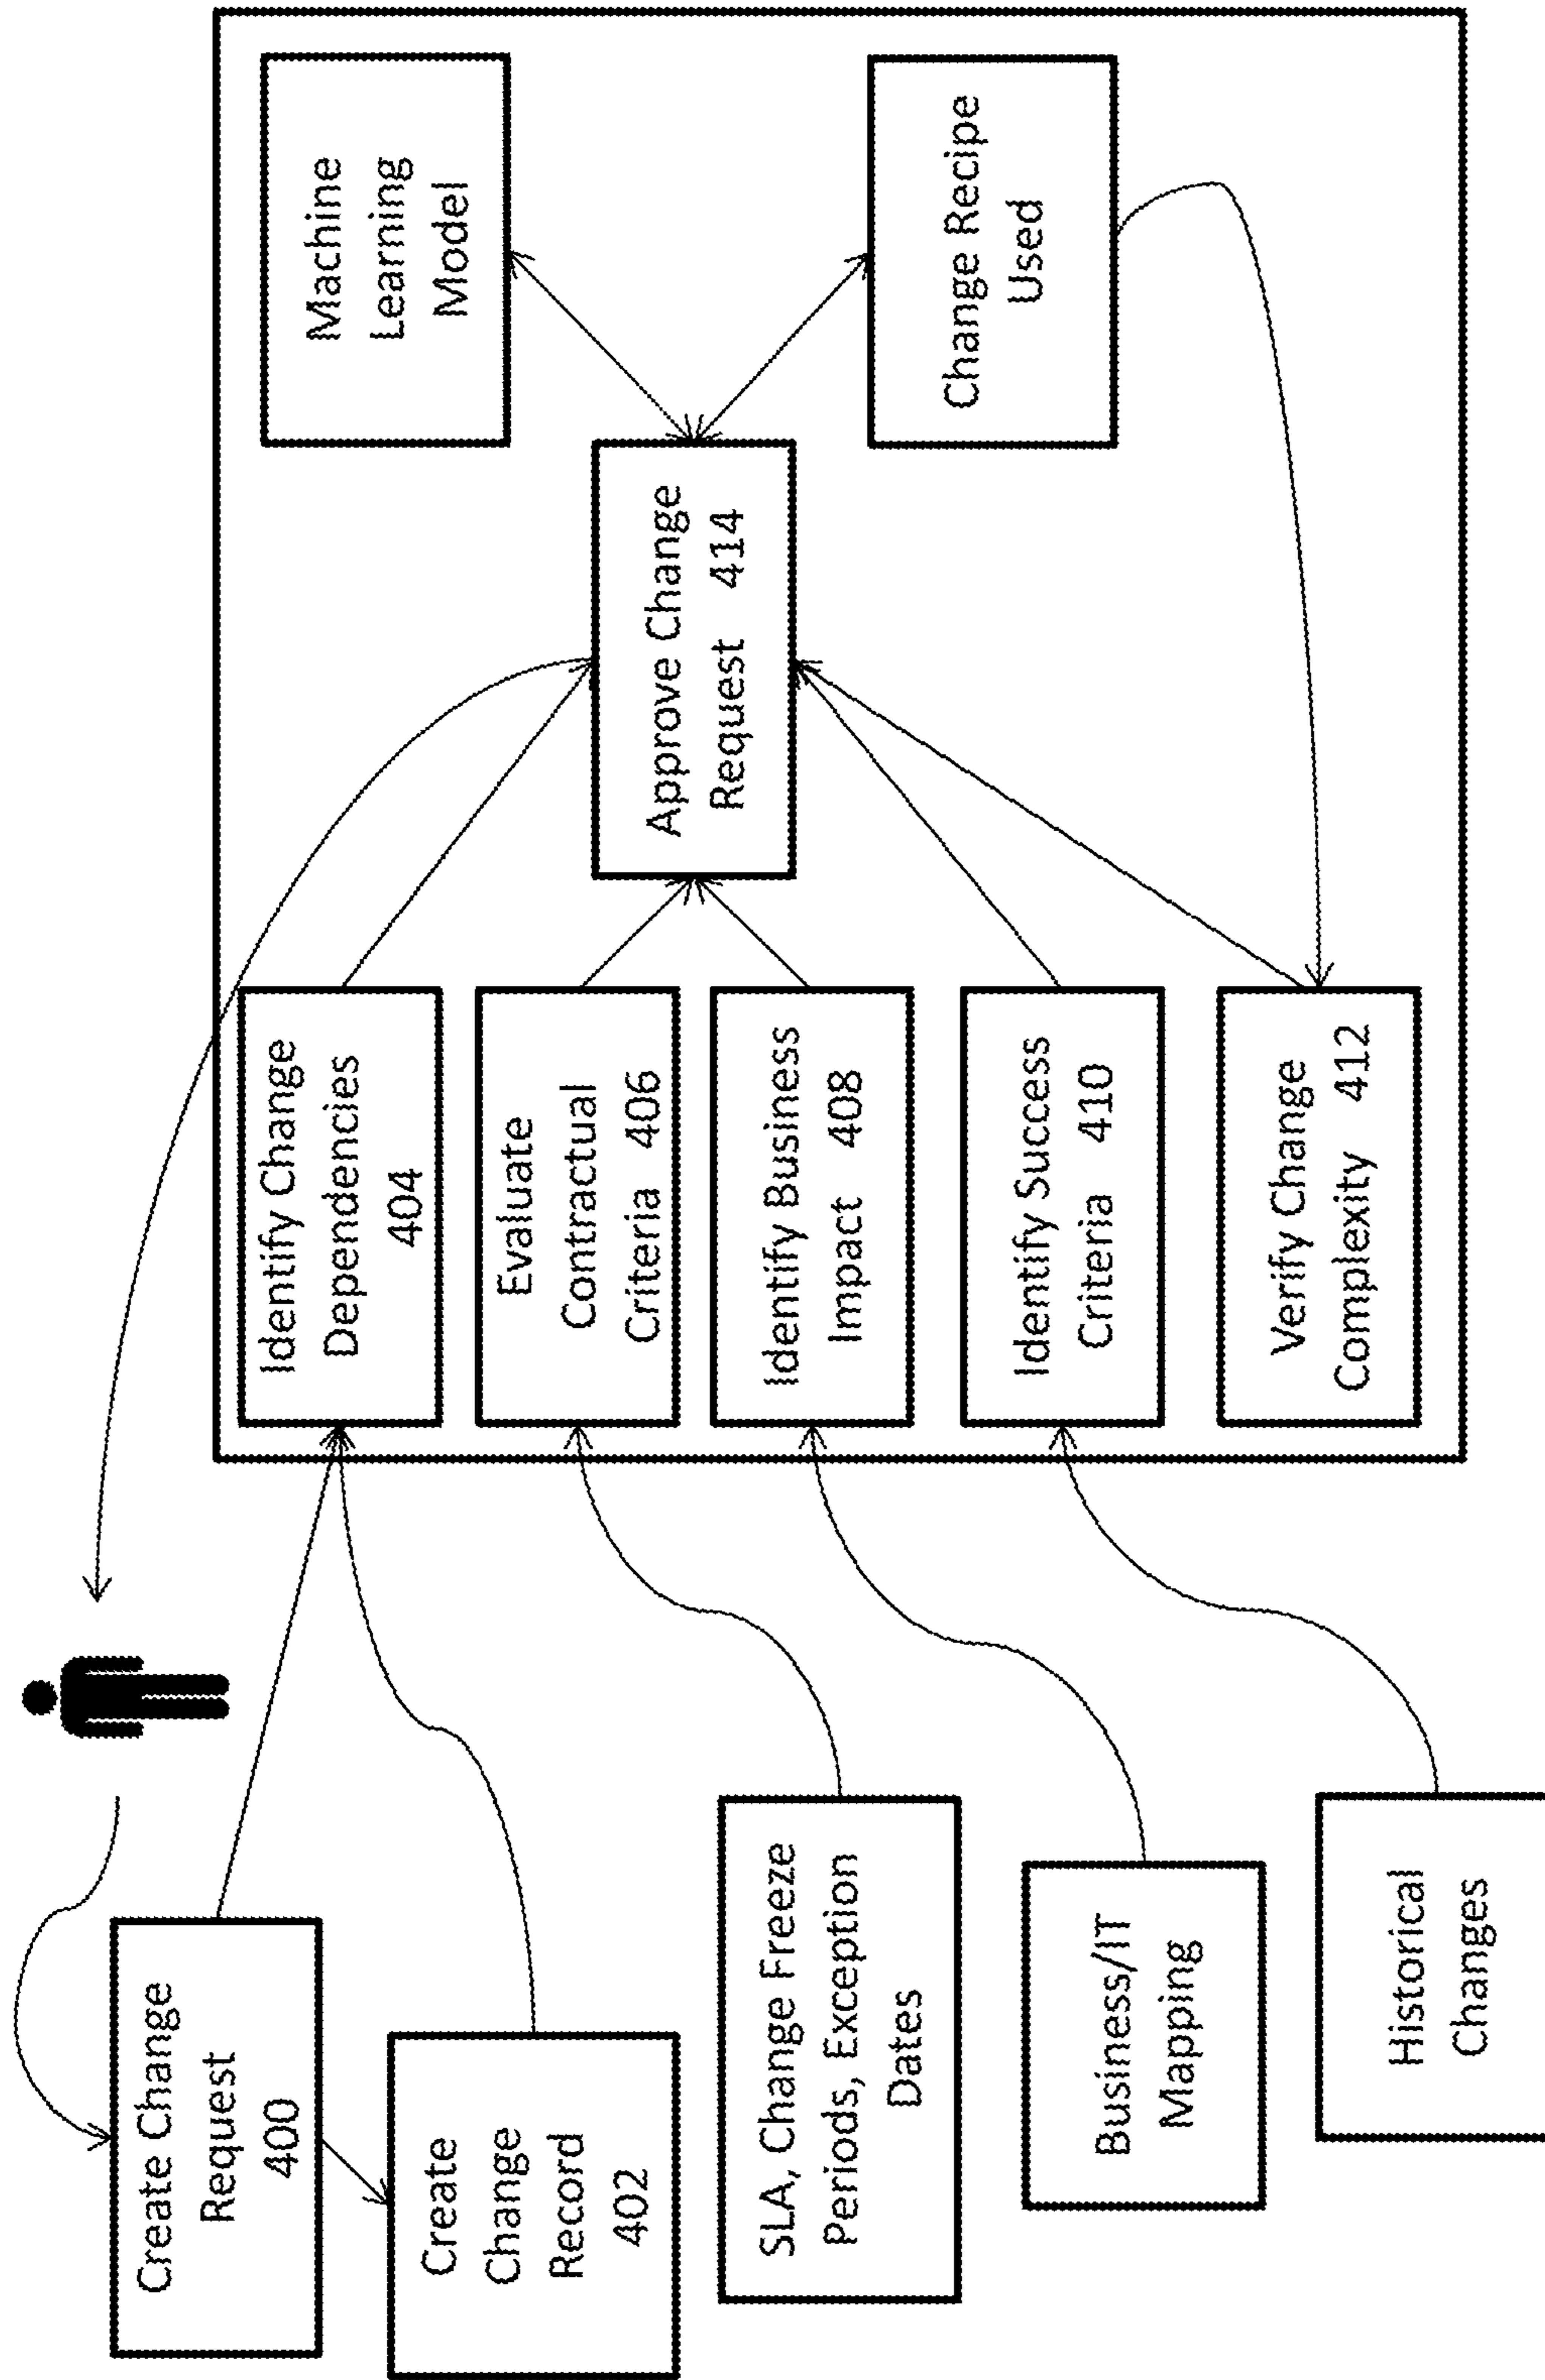 Create Change
Request
400
Create
Change
Record
402
SLA, Change Freeze
Periods, Exception
Dates
Business/IT
Mapping
Historical
Changes
Identify Change
Dependencies
404
Evaluate
Contractual
Criteria 406
Identify Business
Impact 408
Identify Success
Criteria 410
Verify Change
Complexity 412
Approve Change
Request 414
Machine
Learning
Model
Change Recipe
Used